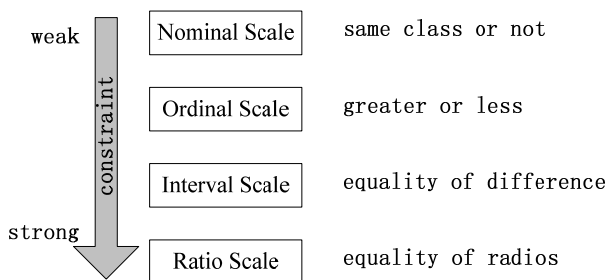 weak
Nominal Scale
same class or not
Ordinal Scale
greater or less
constraint
Interval Scale
equality of difference
strong
Ratio Scale
equality of radios